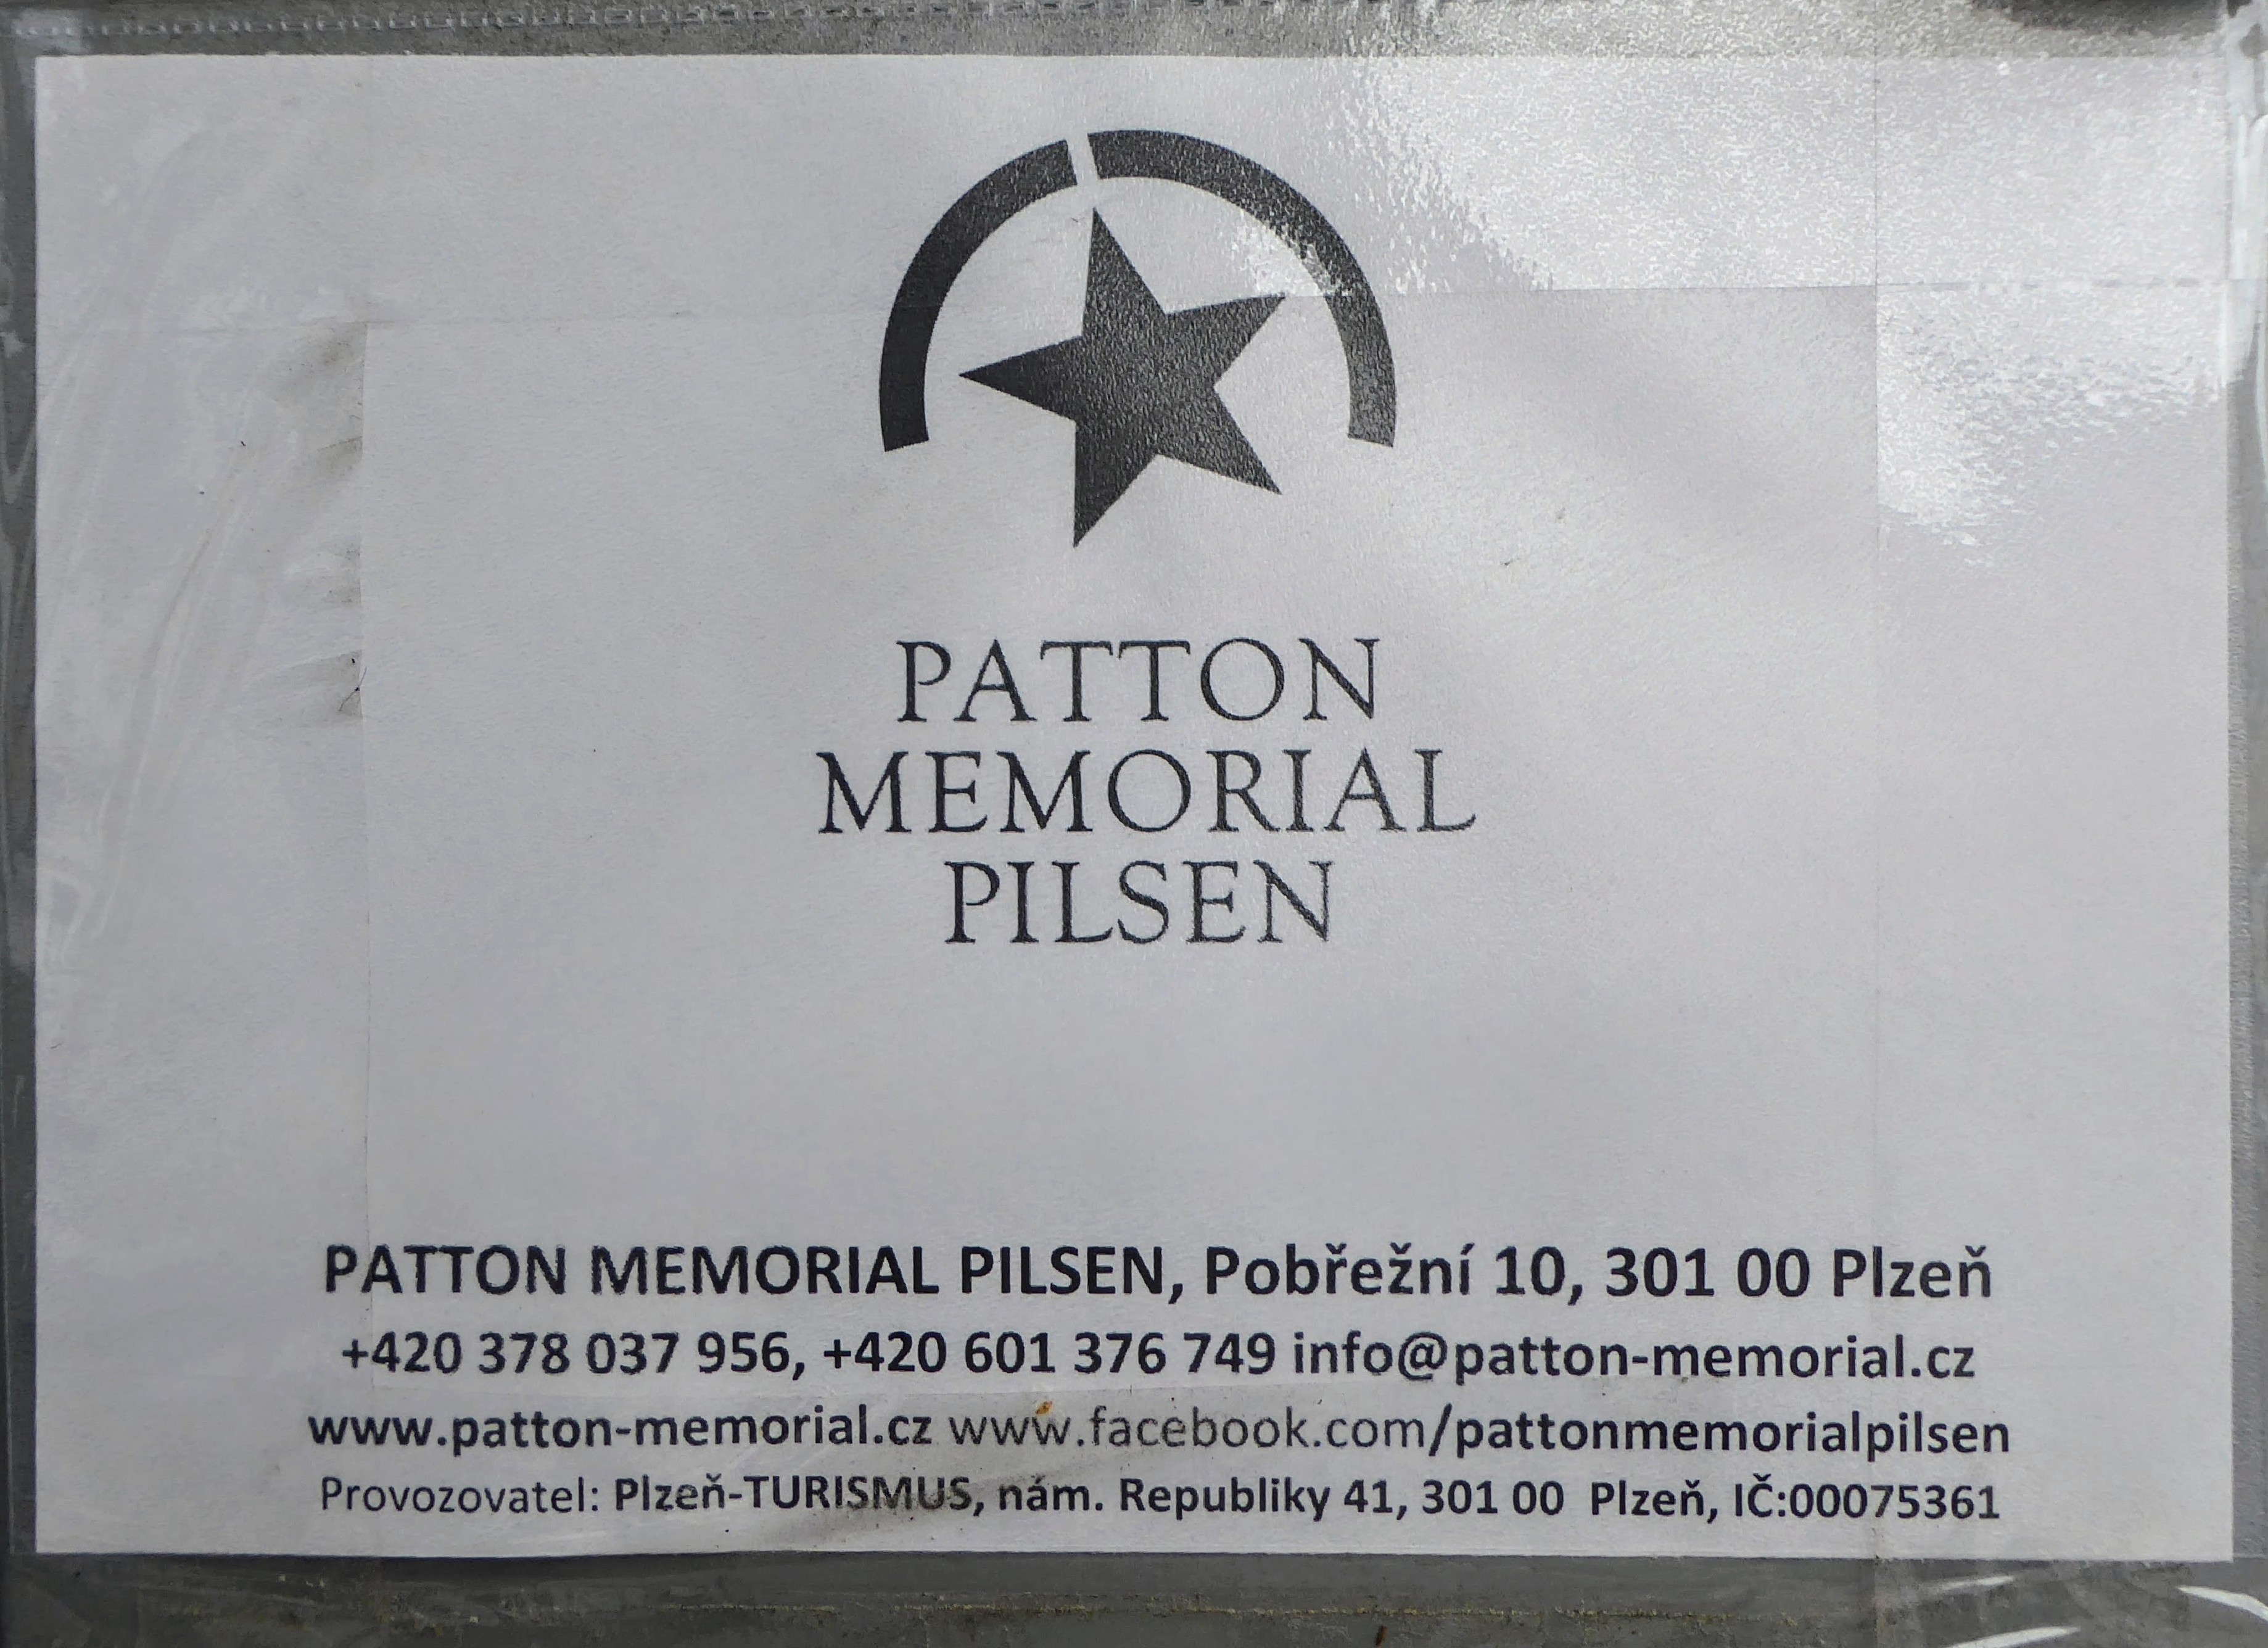 PATTON
MEMORIAL
PILSEN
PATTON MEMORIAL PILSEN, Pobřežní 10, 301 00 Plzeň
+420 378 037 956, +420 601 376 749 info@patton-memorial.cz
www.patton-memorial.cz www.facebook.com/pattonmemorialpilsen
Provozovatel: Plzeň-TURISMUS, nám. Republiky 41, 301 00 Plzeň, IČ:00075361